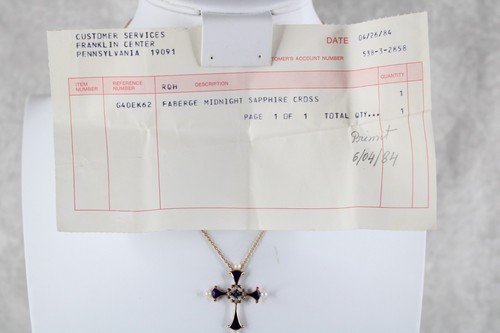 CUSTOMER SERVICES
FRANKLIN CENTER
PENNSYLVANIA 19091
DATE 04/26/84
CUSTOMER'S ACCOUNT NUMBER 338-3-2858
ITEM NUMBER REFERENCE NUMBER RGH DESCRIPTION QUANTITY
G40EK62 FABERGE MIDNIGHT SAPPHIRE CROSS 1
PAGE 1 OF 1 TOTAL QTY... 1
6/04/84